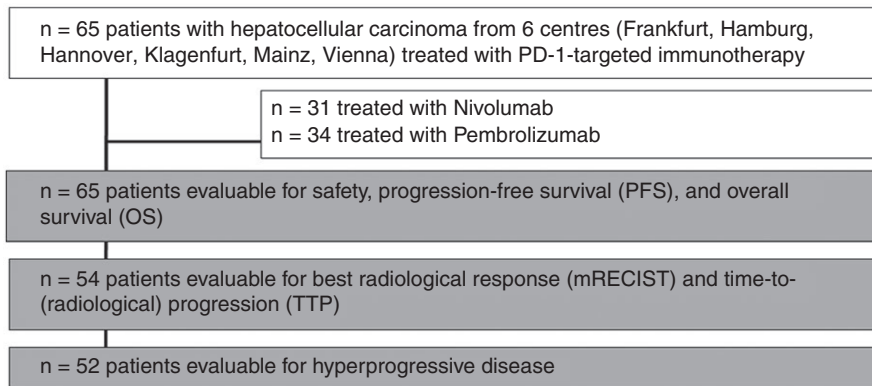 n = 65 patients with hepatocellular carcinoma from 6 centres (Frankfurt, Hamburg,
Hannover, Klagenfurt, Mainz, Vienna) treated with PD-1-targeted immunotherapy
n = 31 treated with Nivolumab
n = 34 treated with Pembrolizumab
n = 65 patients evaluable for safety, progression-free survival (PFS), and overall
survival (OS)
n = 54 patients evaluable for best radiological response (mRECIST) and time-to-
(radiological) progression (TTP)
n = 52 patients evaluable for hyperprogressive disease